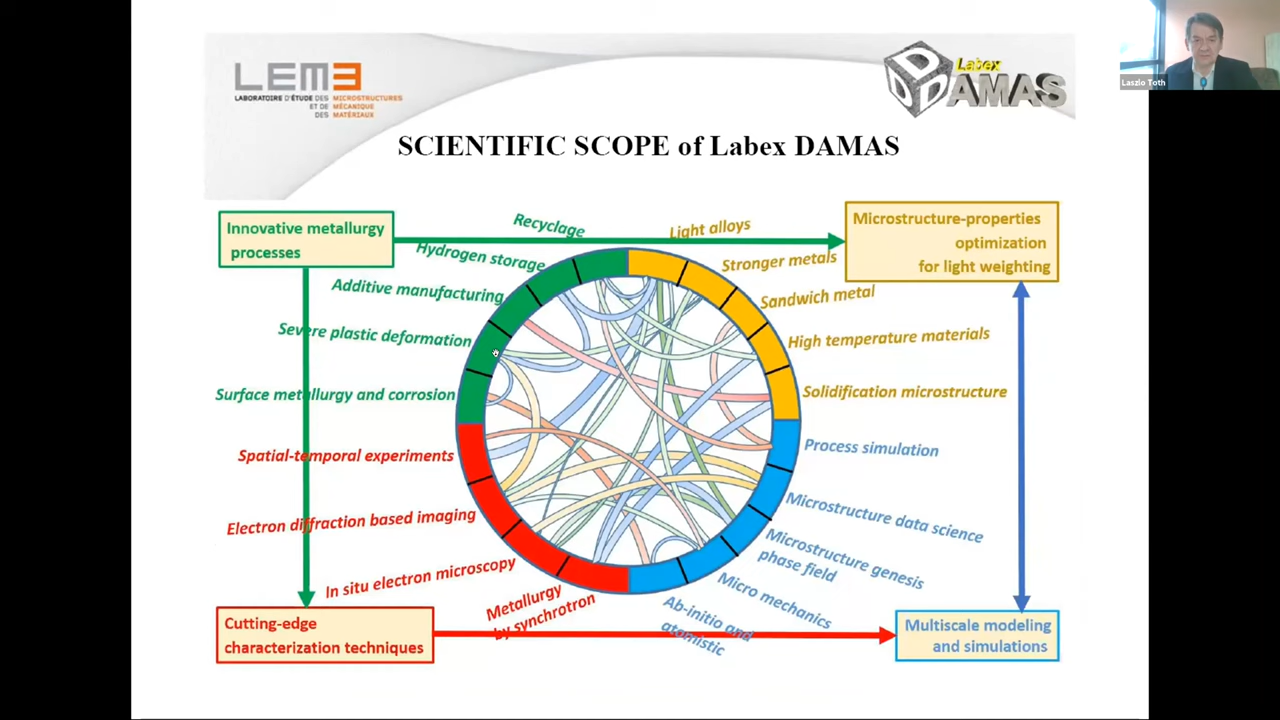 LEM3
LABORATOIRE D'ÉTUDE DES MICROSTRUCTURES
ET DE MÉCANIQUE
DES MATÉRIAUX
Labex
DAMAS
Laszlo Toth
SCIENTIFIC SCOPE of Labex DAMAS
Innovative metallurgy
processes
Microstructure-properties
optimization
for light weighting
Recyclage
Hydrogen storage
Additive manufacturing
Severe plastic deformation
Surface metallurgy and corrosion
Spatial-temporal experiments
Electron diffraction based imaging
In situ electron microscopy
Metallurgy
by synchrotron
Light alloys
Stronger metals
Sandwich metal
High temperature materials
Solidification microstructure
Process simulation
Microstructure data science
Microstructure genesis
phase field
Micro mechanics
Ab-initio and
atomistic
Cutting-edge
characterization techniques
Multiscale modeling
and simulations